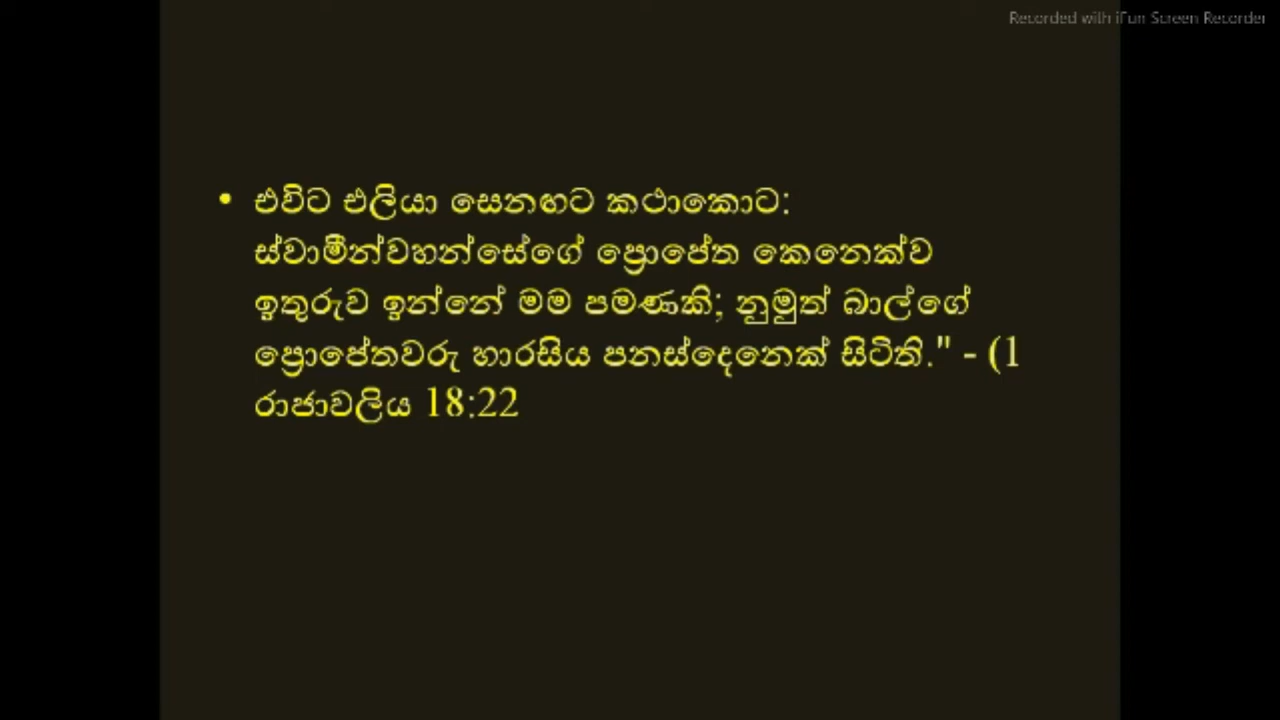 Recorded with iFun Screen Recorder
• එවිට එලියා සෙනඟට කථාකොට:
ස්වාමීන්වහන්සේගේ ප්‍රොපේත කෙනෙක්ව
ඉතුරුව ඉන්නේ මම පමණකි; නුමුත් බාල්ගේ
ප්‍රොපේතවරු හාරසිය පනස්දෙනෙක් සිටිති." - (1
රාජාවලිය 18:22